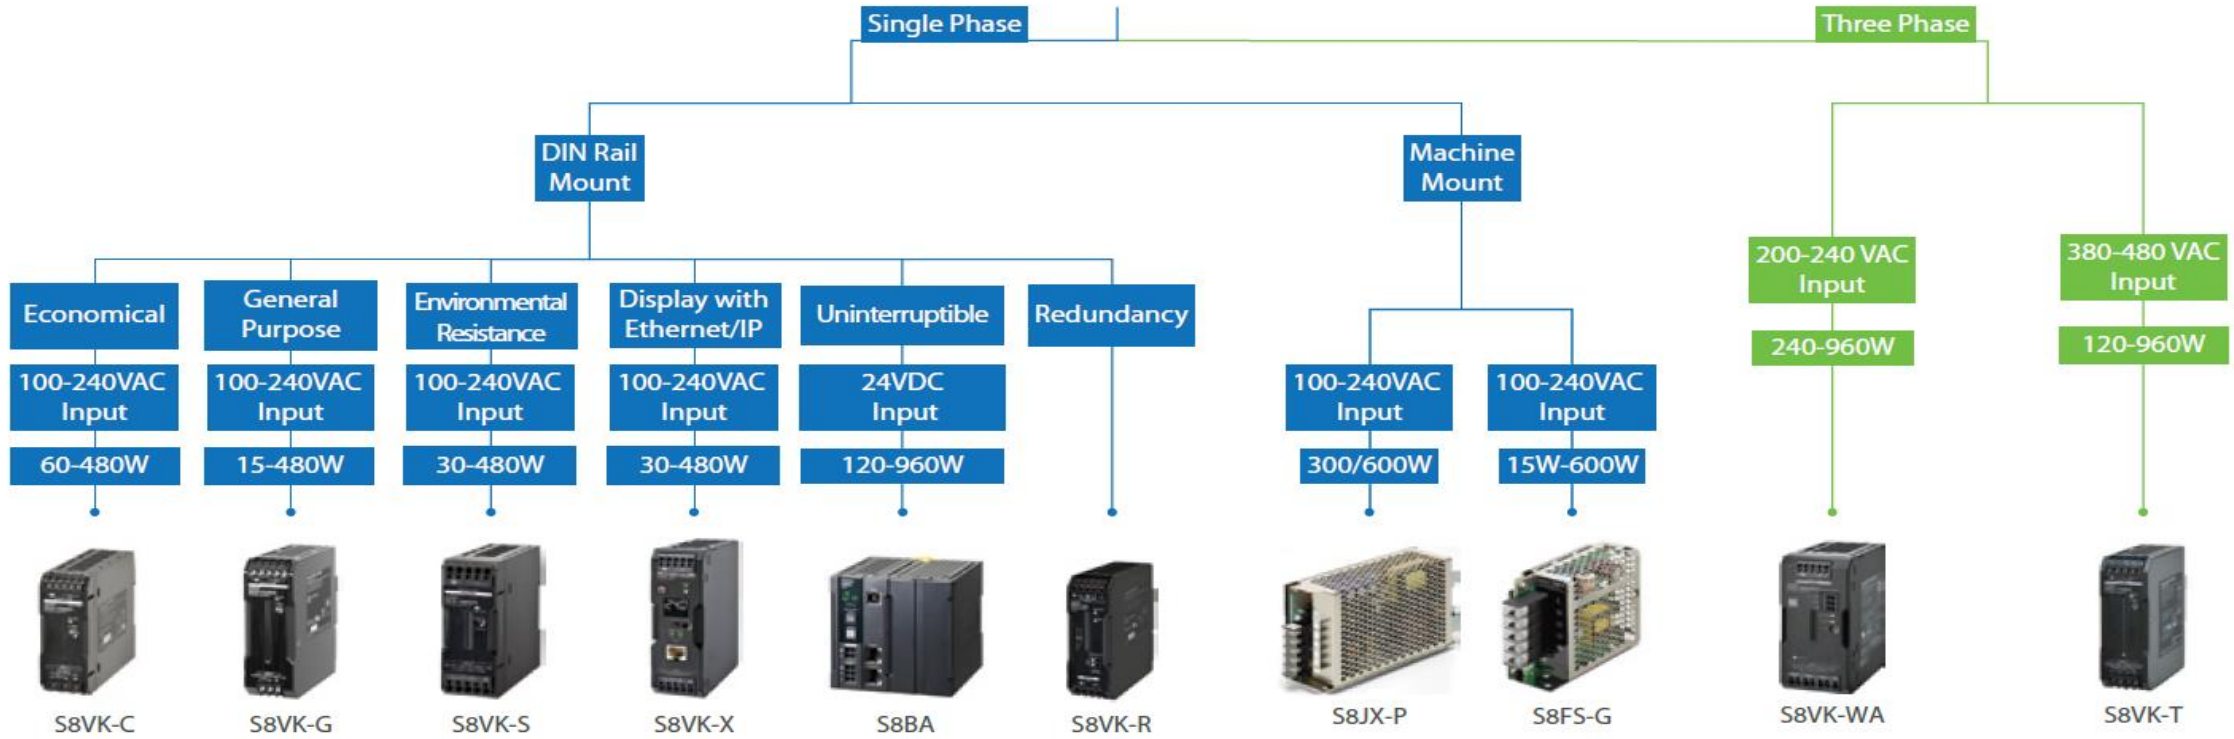 Single Phase
Three Phase
DIN Rail
Mount
Machine
Mount
200-240 VAC
Input
380-480 VAC
Input
Economical
General
Purpose
Environmental
Resistance
Display with
Ethernet/IP
Uninterruptible
Redundancy
240-960W
120-960W
100-240VAC
Input
100-240VAC
Input
100-240VAC
Input
100-240VAC
Input
24VDC
Input
100-240VAC
Input
100-240VAC
Input
60-480W
15-480W
30-480W
30-480W
120-960W
300/600W
15W-600W
S8VK-C
S8VK-G
S8VK-S
S8VK-X
S8BA
S8VK-R
S8JX-P
S8FS-G
S8VK-WA
S8VK-T